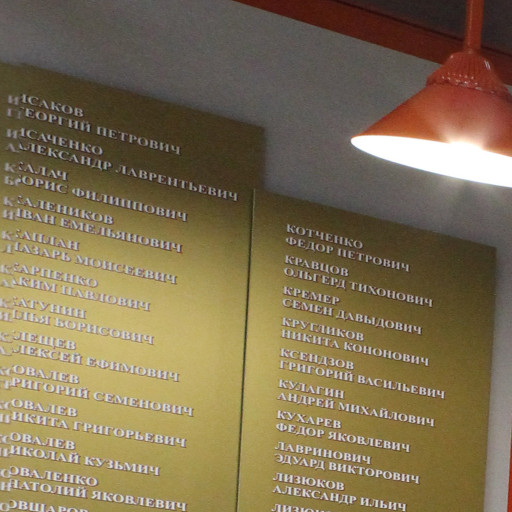 ИСАКОВ
ГЕОРГИЙ ПЕТРОВИЧ
ИСАЧЕНКО
АЛЕКСАНДР ЛАВРЕНТЬЕВИЧ
КАЛАЧ
БОРИС ФИЛИППОВИЧ
КАЛЕНИКОВ
ИВАН ЕМЕЛЬЯНОВИЧ
КАПЛАН
ЛАЗАРЬ МОИСЕЕВИЧ
КАРПЕНКО
АКИМ ПАВЛОВИЧ
КАТУНИН
ИЛЬЯ БОРИСОВИЧ
КЛЕЩЕВ
АЛЕКСЕЙ ЕФИМОВИЧ
КОВАЛЕВ
ГРИГОРИЙ СЕМЕНОВИЧ
КОВАЛЕВ
НИКИТА ГРИГОРЬЕВИЧ
КОВАЛЕВ
НИКОЛАЙ КУЗЬМИЧ
КОВАЛЕНКО
АНАТОЛИЙ ЯКОВЛЕВИЧ
КОВШАРОВ
КОТЧЕНКО
ФЕДОР ПЕТРОВИЧ
КРАВЦОВ
ОЛЬГЕРД ТИХОНОВИЧ
КРЕМЕР
СЕМЕН ДАВЫДОВИЧ
КРУГЛИКОВ
НИКИТА КОНОНОВИЧ
КСЕНДЗОВ
ГРИГОРИЙ ВАСИЛЬЕВИЧ
КУЛАГИН
АНДРЕЙ МИХАЙЛОВИЧ
КУХАРЕВ
ФЕДОР ЯКОВЛЕВИЧ
ЛАВРИНОВИЧ
ЭДУАРД ВИКТОРОВИЧ
ЛИЗЮКОВ
АЛЕКСАНДР ИЛЬИЧ